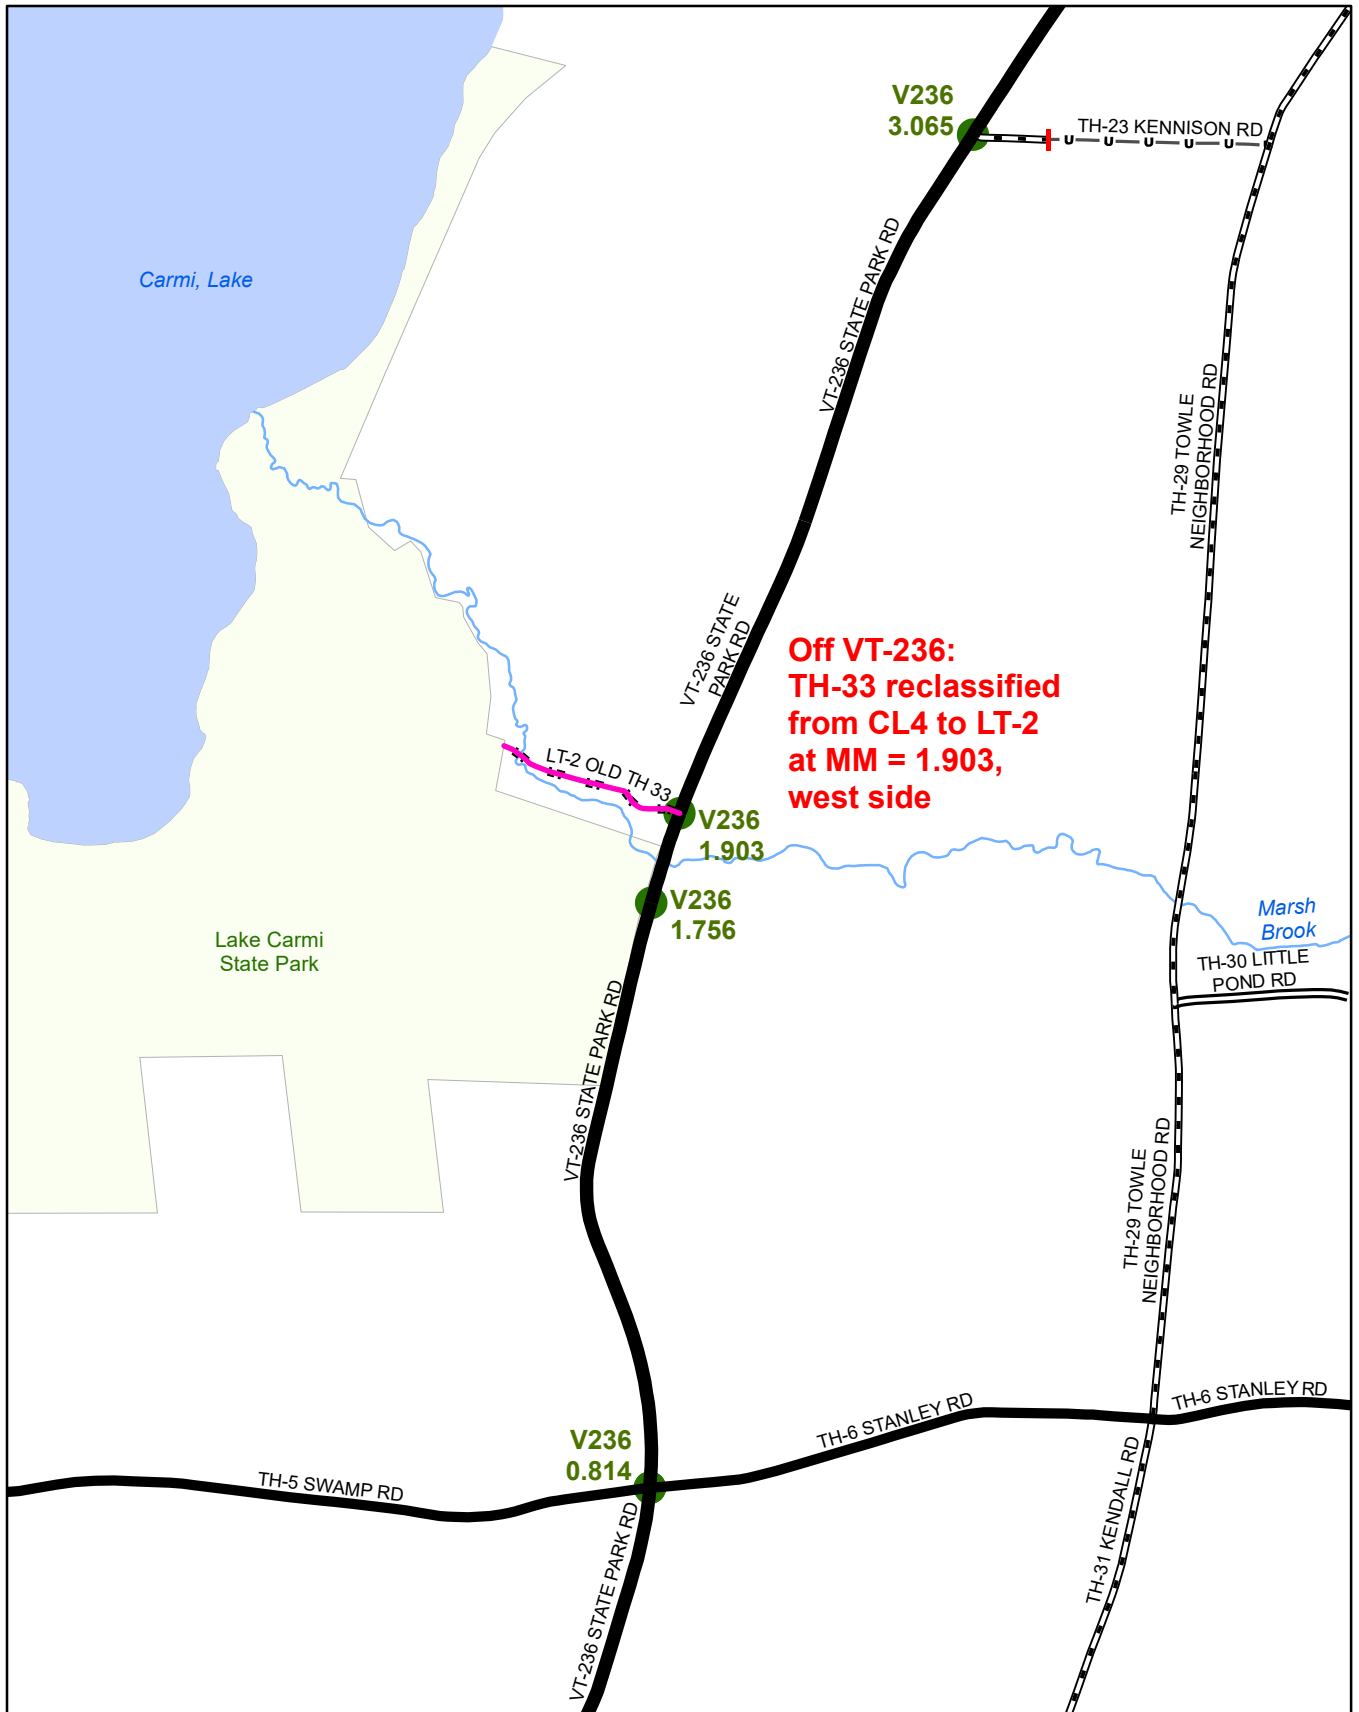 V236
3.065
TH-23 KENNISON RD
U U U U U
Carmi, Lake
VT-236 STATE PARK RD
TH-29 TOWLE
NEIGHBORHOOD RD
VT-236 STATE
PARK RD
Off VT-236:
TH-33 reclassified
from CL4 to LT-2
at MM = 1.903,
west side
LT-2 OLD TH 33
LT LT
V236
1.903
V236
1.756
Marsh
Brook
Lake Carmi
State Park
TH-30 LITTLE
POND RD
VT-236 STATE PARK RD
TH-29 TOWLE
NEIGHBORHOOD RD
TH-6 STANLEY RD
TH-6 STANLEY RD
V236
0.814
TH-5 SWAMP RD
TH-31 KENDALL RD
VT-236 STATE PARK RD